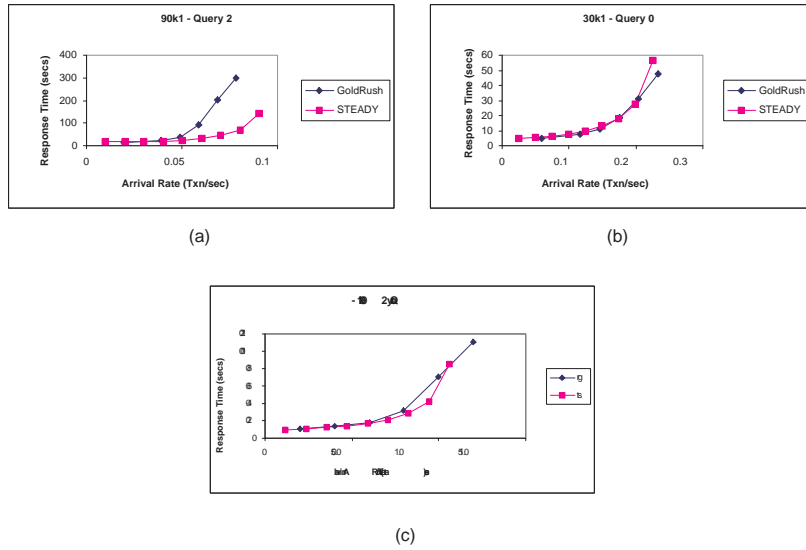 90k1 - Query 2
400
300
200
100
0
0 0.05 0.1
Response Time (secs)
Arrival Rate (Txn/sec)
GoldRush
STEADY
(a)
30k1 - Query 0
60
50
40
30
20
10
0
0 0.1 0.2 0.3
Response Time (secs)
Arrival Rate (Txn/sec)
GoldRush
STEADY
(b)
0
0
Response Time (secs)
(c)